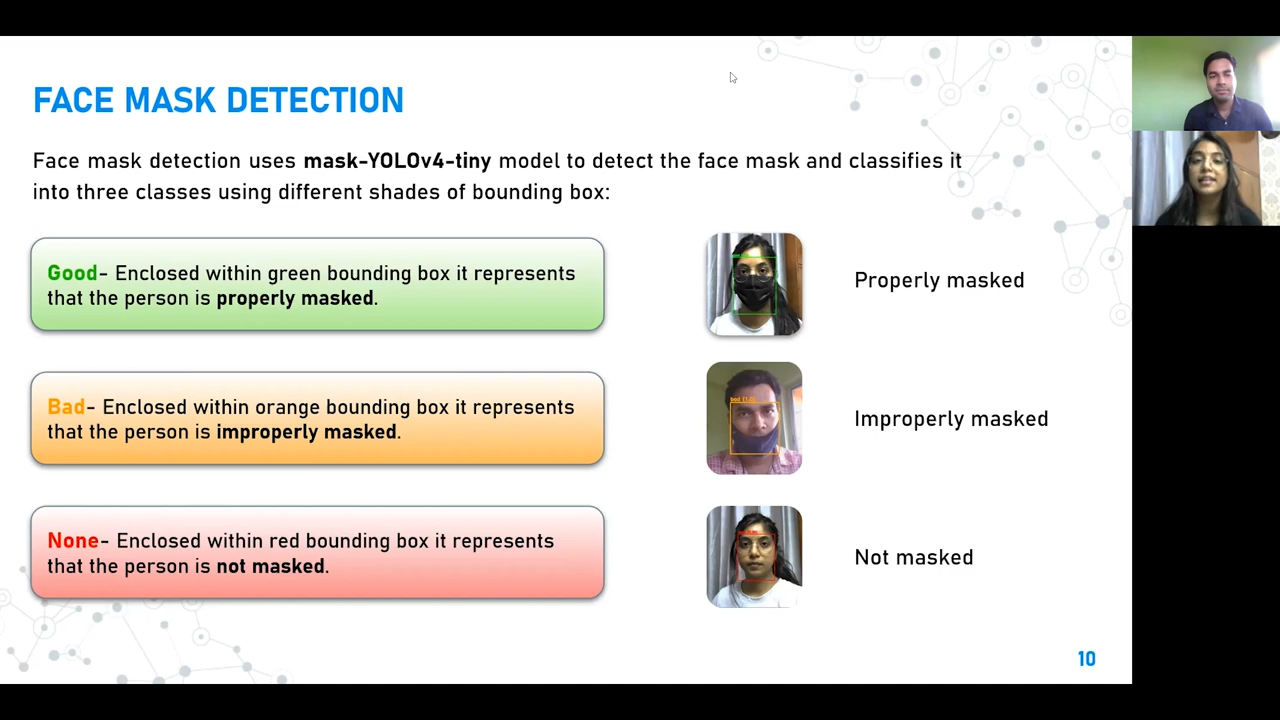 FACE MASK DETECTION
Face mask detection uses mask-YOLOv4-tiny model to detect the face mask and classifies it
into three classes using different shades of bounding box:
Good- Enclosed within green bounding box it represents
that the person is properly masked.
Properly masked
Bad- Enclosed within orange bounding box it represents
that the person is improperly masked.
bad [1.0]
Improperly masked
None- Enclosed within red bounding box it represents
that the person is not masked.
Not masked
10